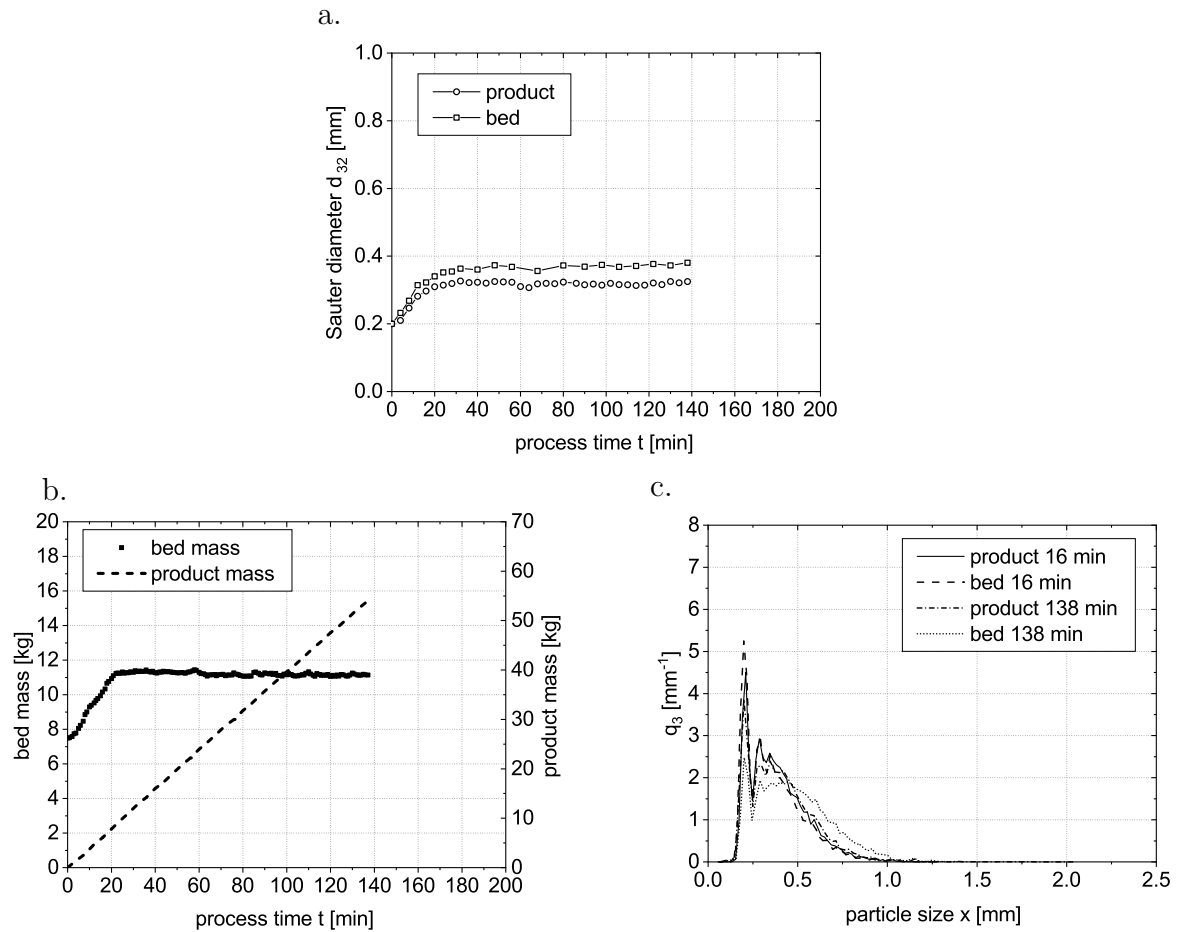 a.
1.0
0.8
0.6
0.4
0.2
0.0
Sauter diameter d32 [mm]
product
bed
0 20 40 60 80 100 120 140 160 180 200
process time t [min]
b.
20
18
16
14
12
10
8
6
4
2
0
bed mass [kg]
bed mass
product mass
70
60
50
40
30
20
10
0
product mass [kg]
0 20 40 60 80 100 120 140 160 180 200
process time t [min]
c.
8
7
6
5
4
3
2
1
0
q3 [mm-1]
product 16 min
bed 16 min
product 138 min
bed 138 min
0.0 0.5 1.0 1.5 2.0 2.5
particle size x [mm]